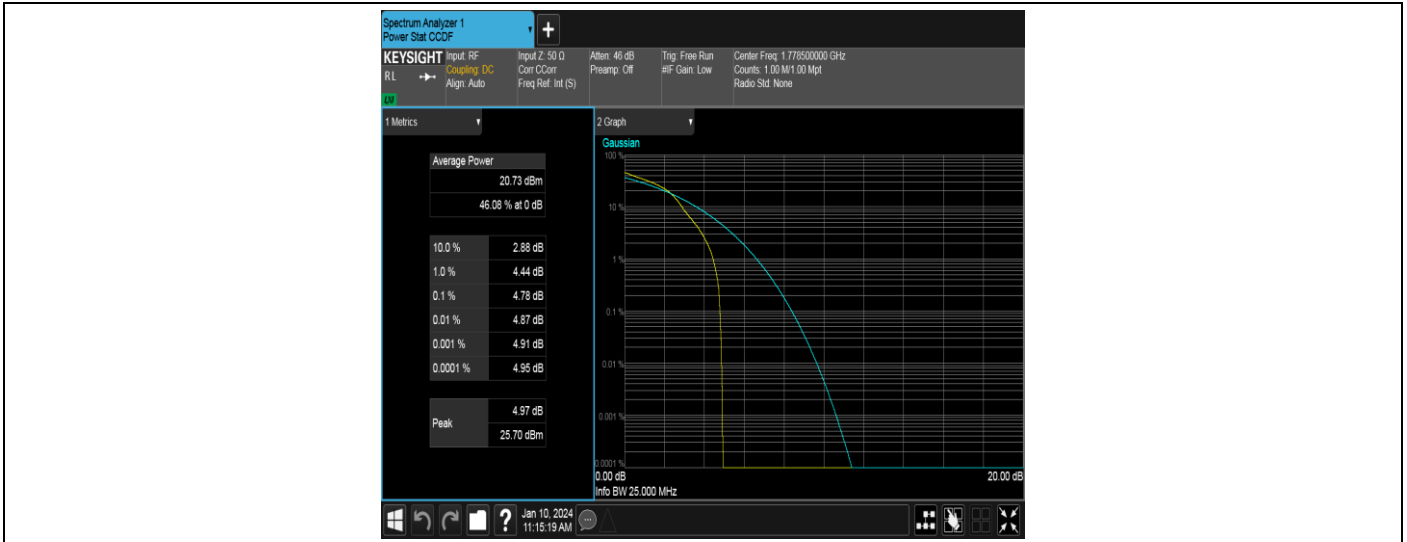 Spectrum Analyzer 1
Power Stat CCDF
+
KEYSIGHT
RL
LXI
Input: RF
Coupling: DC
Align: Auto
Input Z: 50 Ω
Corr CCorr
Freq Ref: Int (S)
Atten: 46 dB
Preamp: Off
Trig: Free Run
#IF Gain: Low
Center Freq: 1.778500000 GHz
Counts: 1.00 M/1.00 Mpt
Radio Std: None
1 Metrics
Average Power
20.73 dBm
46.08 % at 0 dB
10.0 % 2.88 dB
1.0 % 4.44 dB
0.1 % 4.78 dB
0.01 % 4.87 dB
0.001 % 4.91 dB
0.0001 % 4.95 dB
Peak
4.97 dB
25.70 dBm
2 Graph
Gaussian
100 %
10 %
1 %
0.1 %
0.01 %
0.001 %
0.0001 %
0.00 dB 20.00 dB
Info BW 25.000 MHz
?
Jan 10, 2024
11:15:19 AM